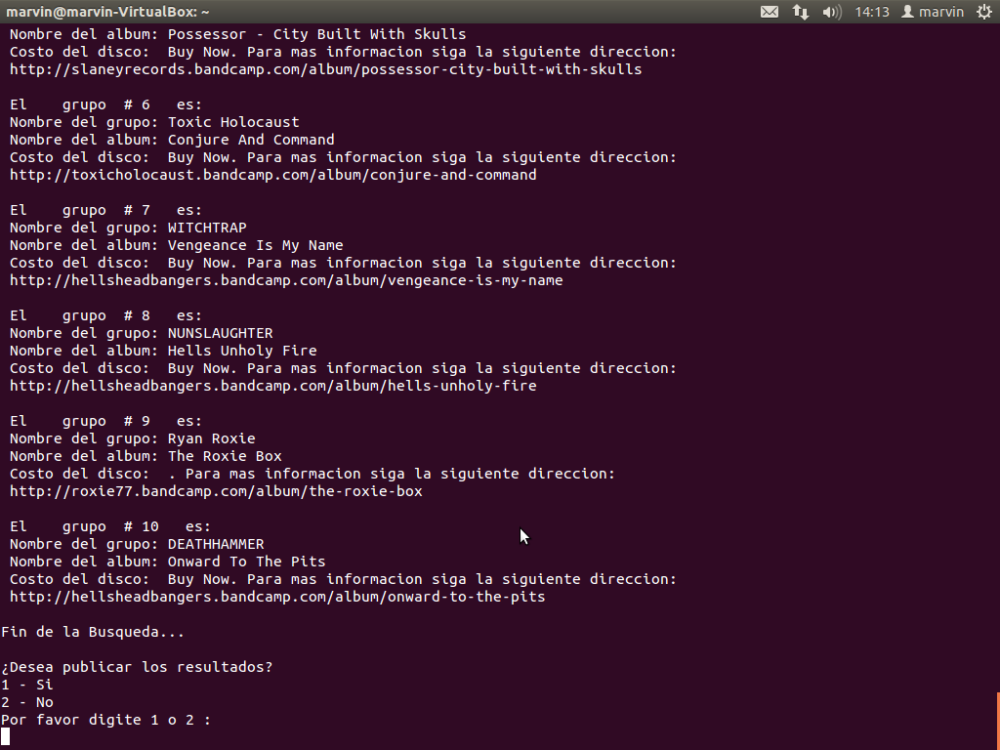 marvin@marvin-VirtualBox: ~ 14:13 marvin
Nombre del album: Possessor - City Built With Skulls
Costo del disco:  Buy Now. Para mas informacion siga la siguiente direccion:
http://slaneyrecords.bandcamp.com/album/possessor-city-built-with-skulls
El    grupo  # 6   es:
Nombre del grupo: Toxic Holocaust
Nombre del album: Conjure And Command
Costo del disco:  Buy Now. Para mas informacion siga la siguiente direccion:
http://toxicholocaust.bandcamp.com/album/conjure-and-command
El    grupo  # 7   es:
Nombre del grupo: WITCHTRAP
Nombre del album: Vengeance Is My Name
Costo del disco:  Buy Now. Para mas informacion siga la siguiente direccion:
http://hellsheadbangers.bandcamp.com/album/vengeance-is-my-name
El    grupo  # 8   es:
Nombre del grupo: NUNSLAUGHTER
Nombre del album: Hells Unholy Fire
Costo del disco:  Buy Now. Para mas informacion siga la siguiente direccion:
http://hellsheadbangers.bandcamp.com/album/hells-unholy-fire
El    grupo  # 9   es:
Nombre del grupo: Ryan Roxie
Nombre del album: The Roxie Box
Costo del disco:  . Para mas informacion siga la siguiente direccion:
http://roxie77.bandcamp.com/album/the-roxie-box
El    grupo  # 10   es:
Nombre del grupo: DEATHHAMMER
Nombre del album: Onward To The Pits
Costo del disco:  Buy Now. Para mas informacion siga la siguiente direccion:
http://hellsheadbangers.bandcamp.com/album/onward-to-the-pits
Fin de la Busqueda...
¿Desea publicar los resultados?
1 - Si
2 - No
Por favor digite 1 o 2 :